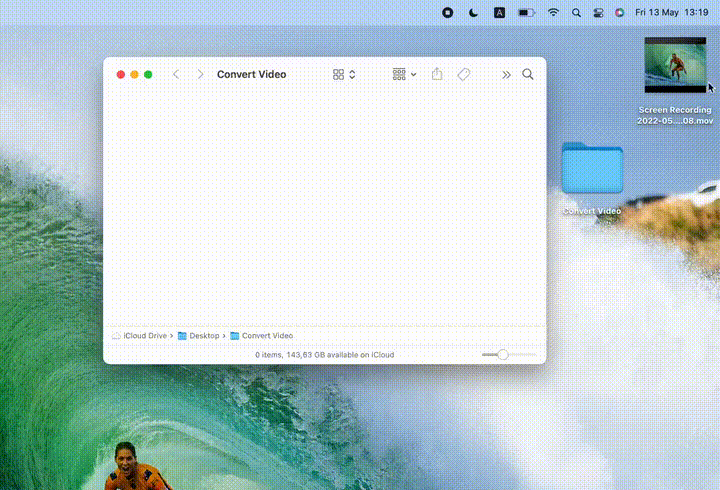 A
Fri 13 May 13:19
Convert Video
Screen Recording
2022-05....08.mov
Convert Video
iCloud Drive › Desktop › Convert Video
0 items, 143,63 GB available on iCloud